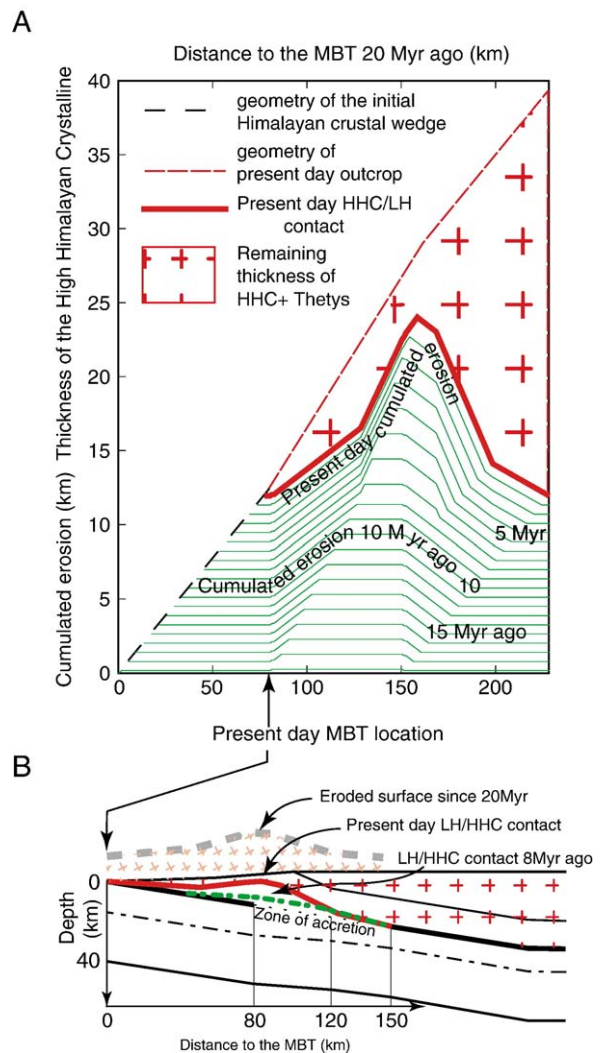 A
Distance to the MBT 20 Myr ago (km)
Cumulated erosion (km) Thickness of the High Himalayan Crystalline
40
35
30
25
20
15
10
5
0
geometry of the initial
Himalayan crustal wedge
geometry of
present day outcrop
Present day HHC/LH
contact
Remaining
thickness of
HHC+ Thetys
Present day cumulated erosion
Cumulated erosion 10 M yr ago
5 Myr
10
15 Myr ago
0
50
100
150
200
Present day MBT location
B
Eroded surface since 20Myr
Present day LH/HHC contact
LH/HHC contact 8Myr ago
Zone of accretion
Depth
(km)
0
40
0
80
120
150
Distance to the MBT (km)